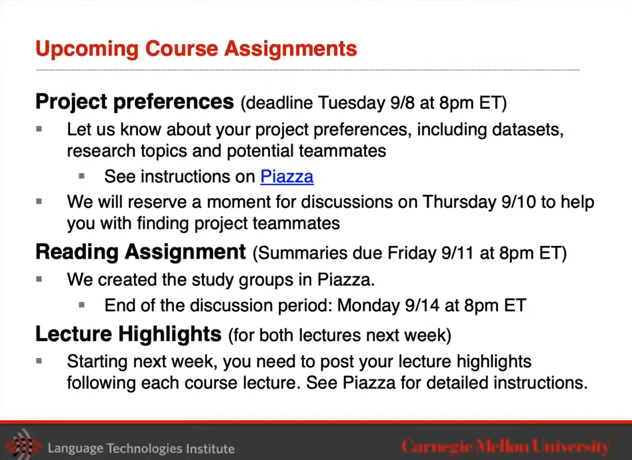 Upcoming Course Assignments
Project preferences (deadline Tuesday 9/8 at 8pm ET)
Let us know about your project preferences, including datasets,
research topics and potential teammates
See instructions on Piazza
We will reserve a moment for discussions on Thursday 9/10 to help
you with finding project teammates
Reading Assignment (Summaries due Friday 9/11 at 8pm ET)
We created the study groups in Piazza.
End of the discussion period: Monday 9/14 at 8pm ET
Lecture Highlights (for both lectures next week)
Starting next week, you need to post your lecture highlights
following each course lecture. See Piazza for detailed instructions.
Language Technologies Institute
Carnegie Mellon University